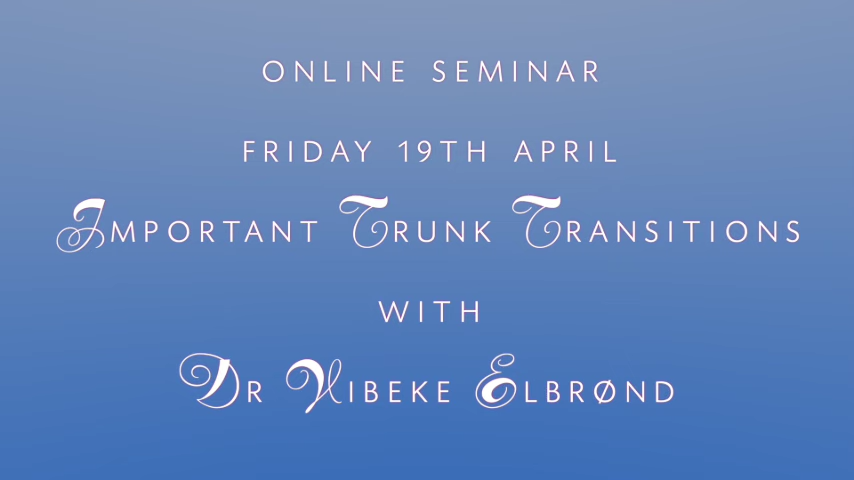 ONLINE SEMINAR
FRIDAY 19TH APRIL
IMPORTANT TRUNK TRANSITIONS
WITH
DR VIBEKE ELBRØND